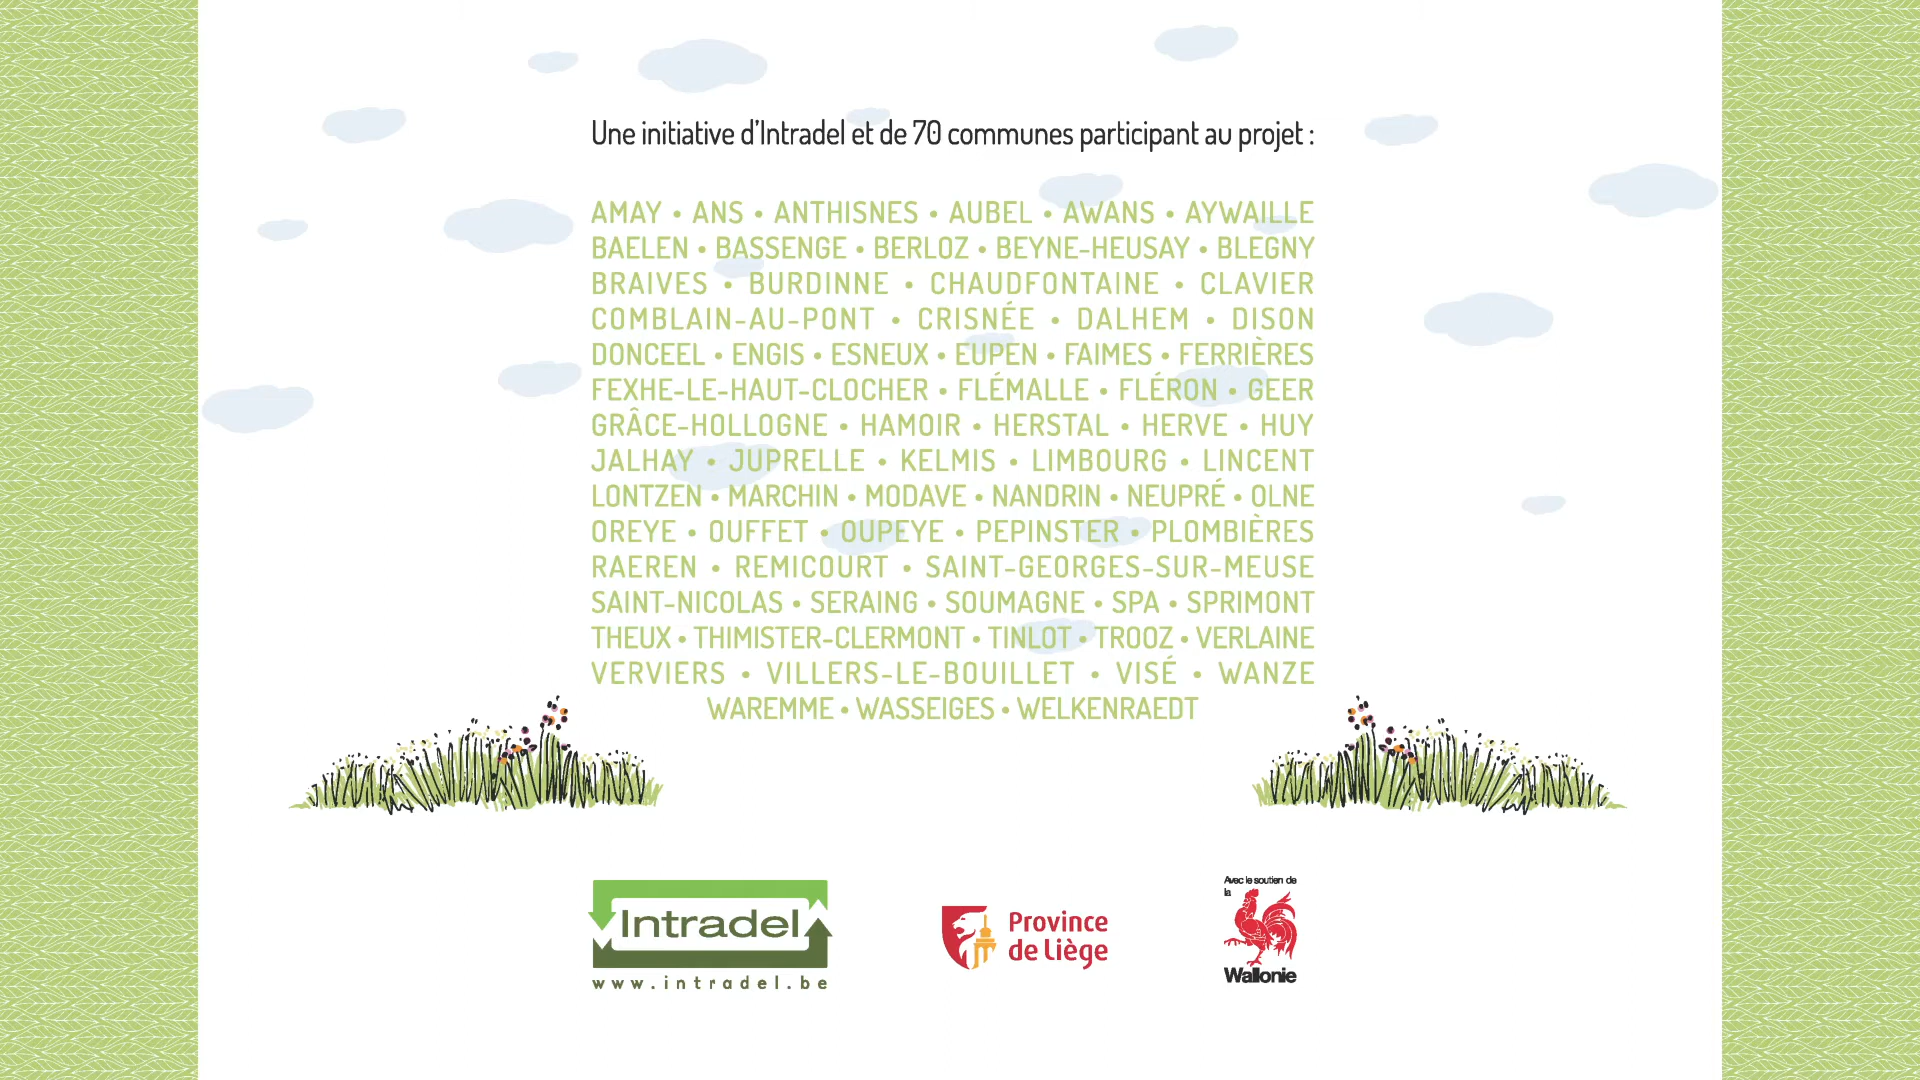 Une initiative d'Intradel et de 70 communes participant au projet :
AMAY • ANS • ANTHISNES • AUBEL • AWANS • AYWAILLE
BAELEN • BASSENGE • BERLOZ • BEYNE-HEUSAY • BLEGNY
BRAIVES • BURDINNE • CHAUDFONTAINE • CLAVIER
COMBLAIN-AU-PONT • CRISNÉE • DALHEM • DISON
DONCEEL • ENGIS • ESNEUX • EUPEN • FAIMES • FERRIÈRES
FEXHE-LE-HAUT-CLOCHER • FLÉMALLE • FLÉRON • GEER
GRÂCE-HOLLOGNE • HAMOIR • HERSTAL • HERVE • HUY
JALHAY • JUPRELLE • KELMIS • LIMBOURG • LINCENT
LONTZEN • MARCHIN • MODAVE • NANDRIN • NEUPRÉ • OLNE
OREYE • OUFFET • OUPEYE • PEPINSTER • PLOMBIÈRES
RAEREN • REMICOURT • SAINT-GEORGES-SUR-MEUSE
SAINT-NICOLAS • SERAING • SOUMAGNE • SPA • SPRIMONT
THEUX • THIMISTER-CLERMONT • TINLOT • TROOZ • VERLAINE
VERVIERS • VILLERS-LE-BOUILLET • VISÉ • WANZE
WAREMME • WASSEIGES • WELKENRAEDT
Intradel
www.intradel.be
Province
de Liège
Avec le soutien de
la
Wallonie